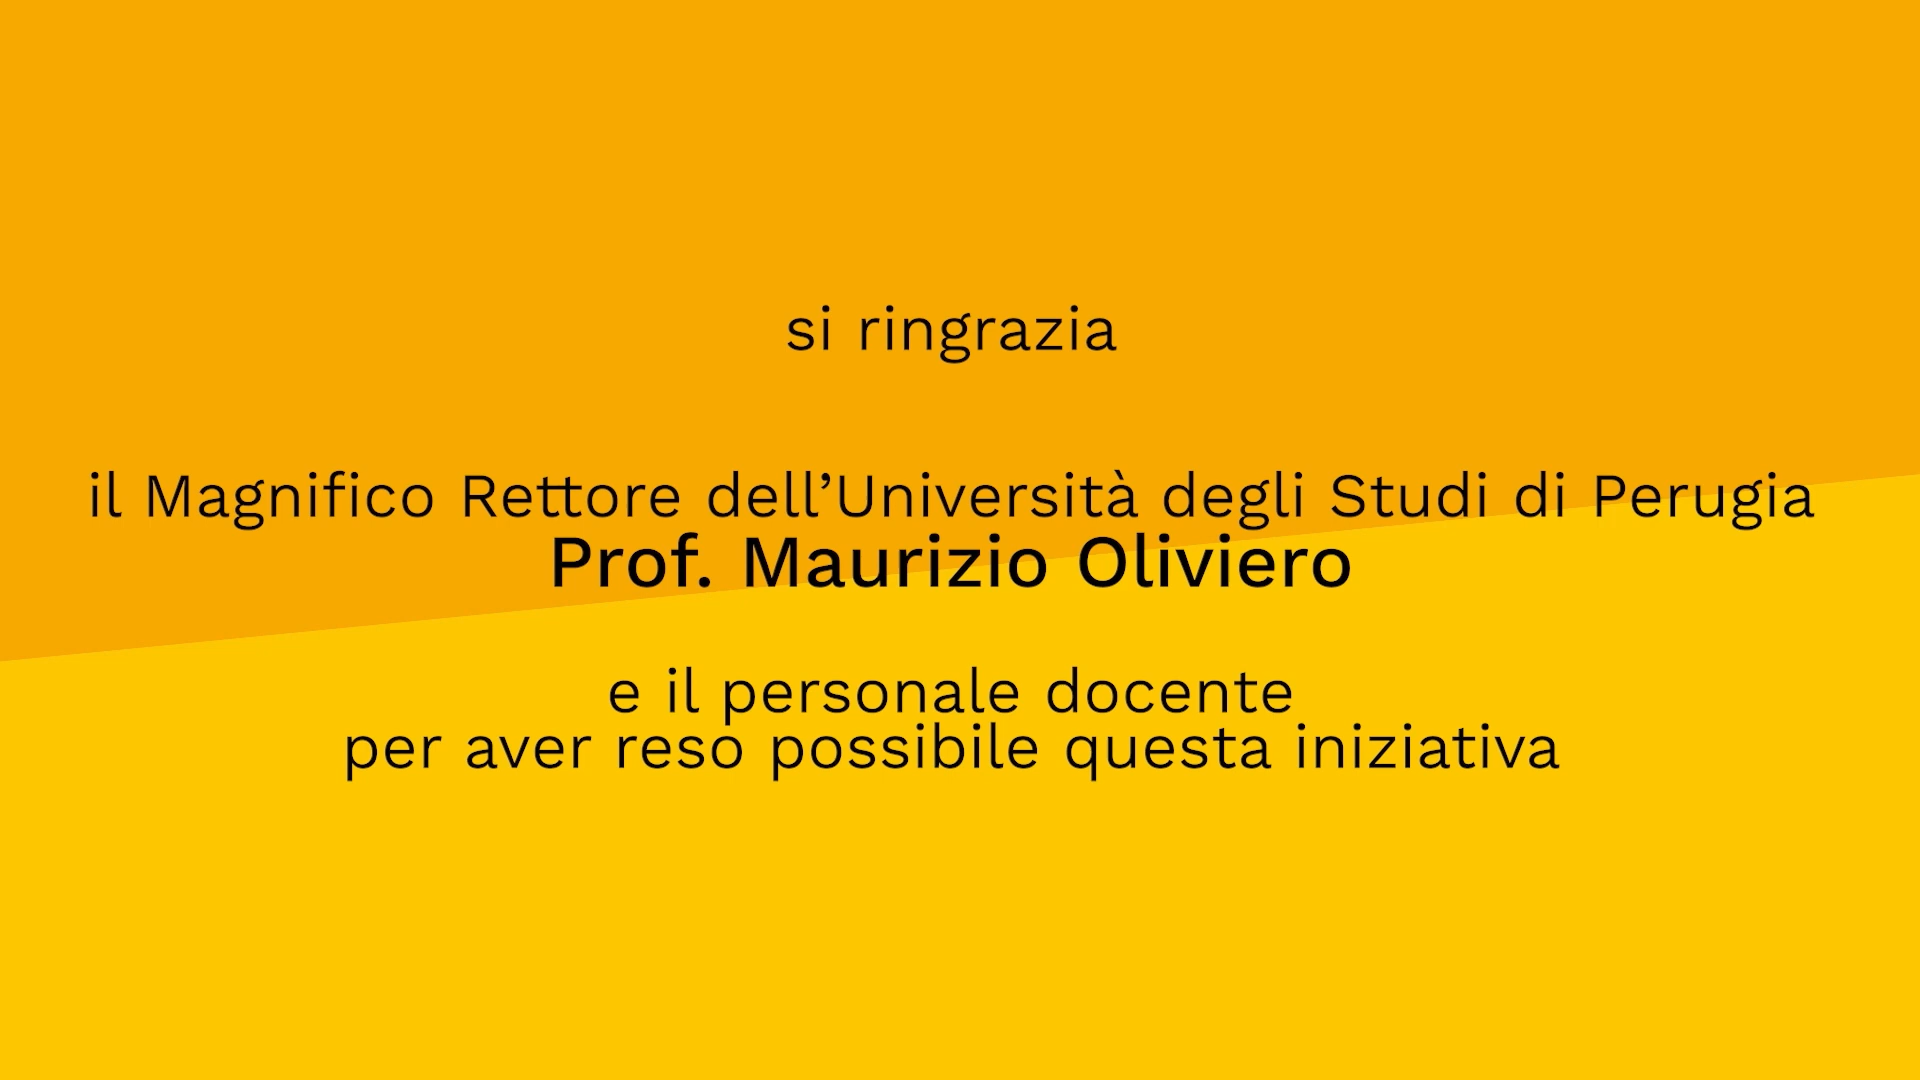 si ringrazia
il Magnifico Rettore dell’Università degli Studi di Perugia
Prof. Maurizio Oliviero
e il personale docente
per aver reso possibile questa iniziativa